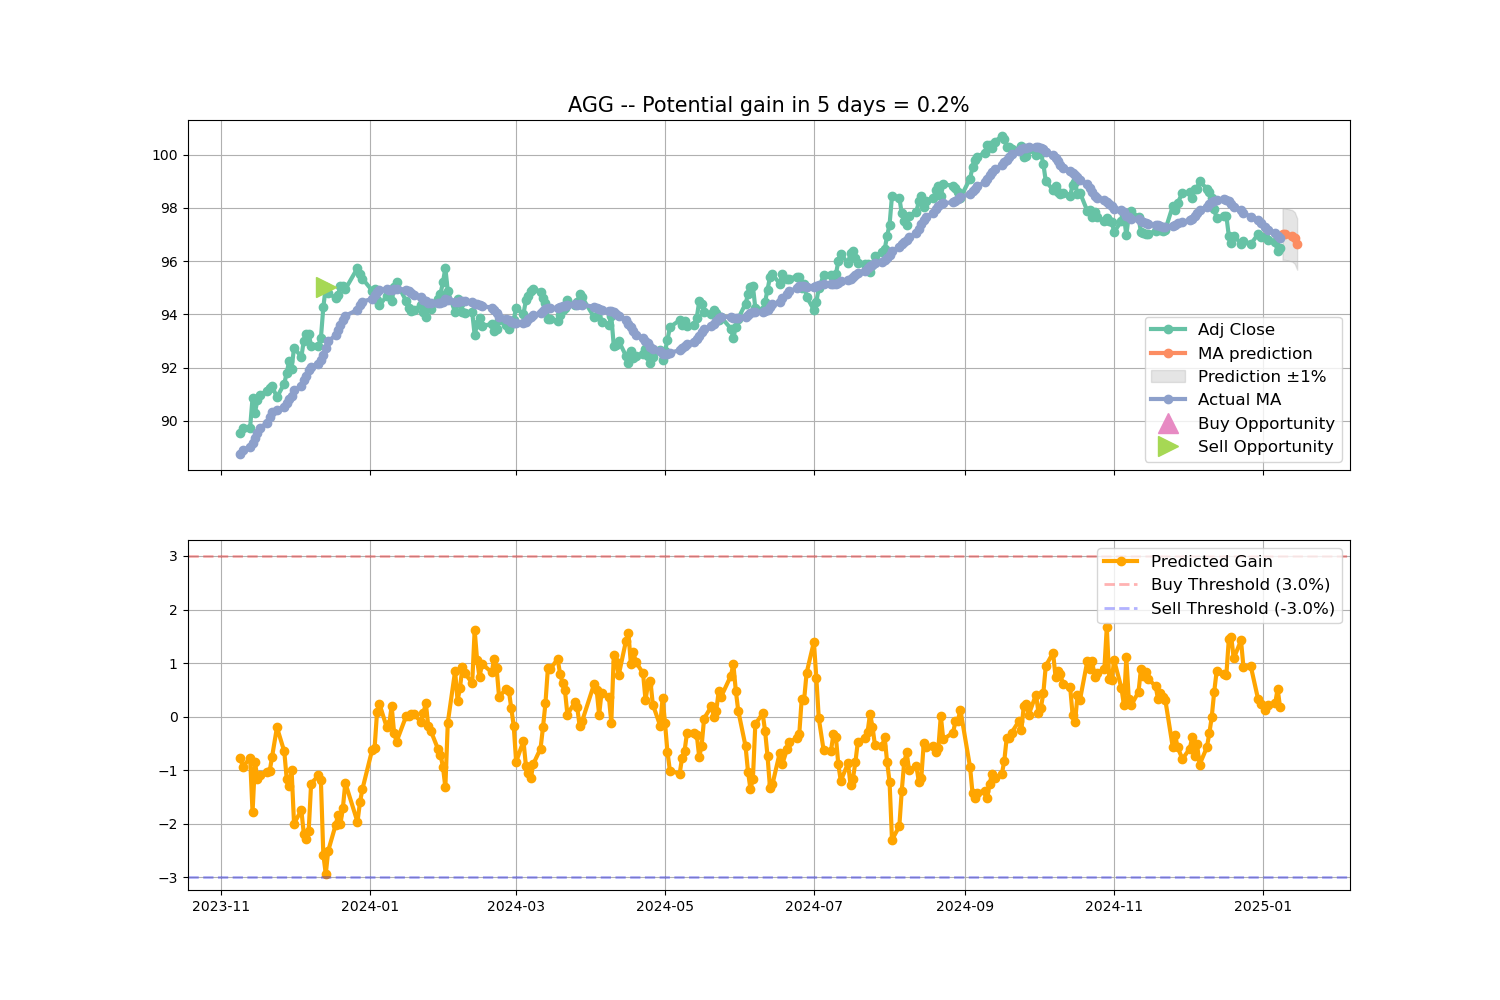 AGG -- Potential gain in 5 days = 0.2%
100
98
96
94
92
90
Adj Close
MA prediction
Prediction ±1%
Actual MA
Buy Opportunity
Sell Opportunity
3
2
1
0
−1
−2
−3
Predicted Gain
Buy Threshold (3.0%)
Sell Threshold (-3.0%)
2023-11 2024-01 2024-03 2024-05 2024-07 2024-09 2024-11 2025-01